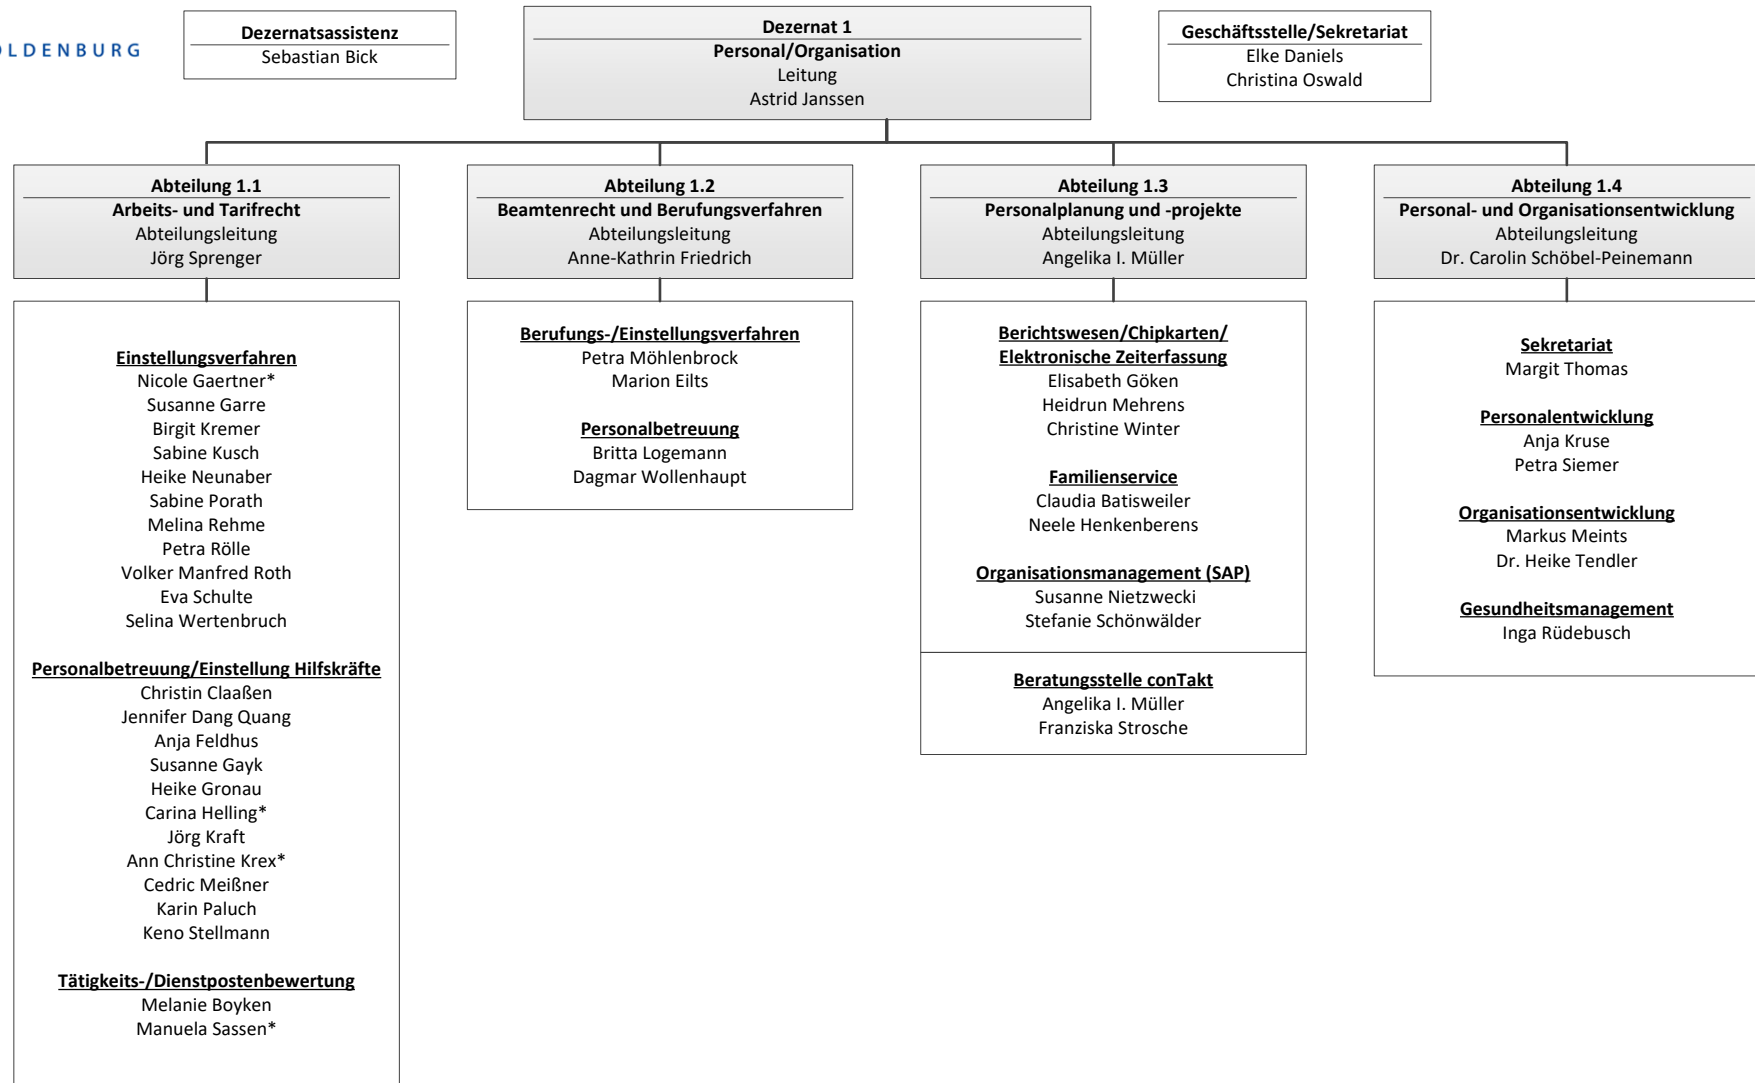 OLDENBURG
Dezernatsassistenz
Sebastian Bick
Dezernat 1
Personal/Organisation
Leitung
Astrid Janssen
Geschäftsstelle/Sekretariat
Elke Daniels
Christina Oswald
Abteilung 1.1
Arbeits- und Tarifrecht
Abteilungsleitung
Jörg Sprenger
Einstellungsverfahren
Nicole Gaertner*
Susanne Garre
Birgit Kremer
Sabine Kusch
Heike Neunaber
Sabine Porath
Melina Rehme
Petra Rölle
Volker Manfred Roth
Eva Schulte
Selina Wertenbruch
Personalbetreuung/Einstellung Hilfskräfte
Christin Claaßen
Jennifer Dang Quang
Anja Feldhus
Susanne Gayk
Heike Gronau
Carina Helling*
Jörg Kraft
Ann Christine Krex*
Cedric Meißner
Karin Paluch
Keno Stellmann
Tätigkeits-/Dienstpostenbewertung
Melanie Boyken
Manuela Sassen*
Abteilung 1.2
Beamtenrecht und Berufungsverfahren
Abteilungsleitung
Anne-Kathrin Friedrich
Berufungs-/Einstellungsverfahren
Petra Möhlenbrock
Marion Eilts
Personalbetreuung
Britta Logemann
Dagmar Wollenhaupt
Abteilung 1.3
Personalplanung und -projekte
Abteilungsleitung
Angelika I. Müller
Berichtswesen/Chipkarten/
Elektronische Zeiterfassung
Elisabeth Göken
Heidrun Mehrens
Christine Winter
Familienservice
Claudia Batisweiler
Neele Henkenberens
Organisationsmanagement (SAP)
Susanne Nietzwecki
Stefanie Schönwälder
Beratungsstelle conTakt
Angelika I. Müller
Franziska Strosche
Abteilung 1.4
Personal- und Organisationsentwicklung
Abteilungsleitung
Dr. Carolin Schöbel-Peinemann
Sekretariat
Margit Thomas
Personalentwicklung
Anja Kruse
Petra Siemer
Organisationsentwicklung
Markus Meints
Dr. Heike Tendler
Gesundheitsmanagement
Inga Rüdebusch